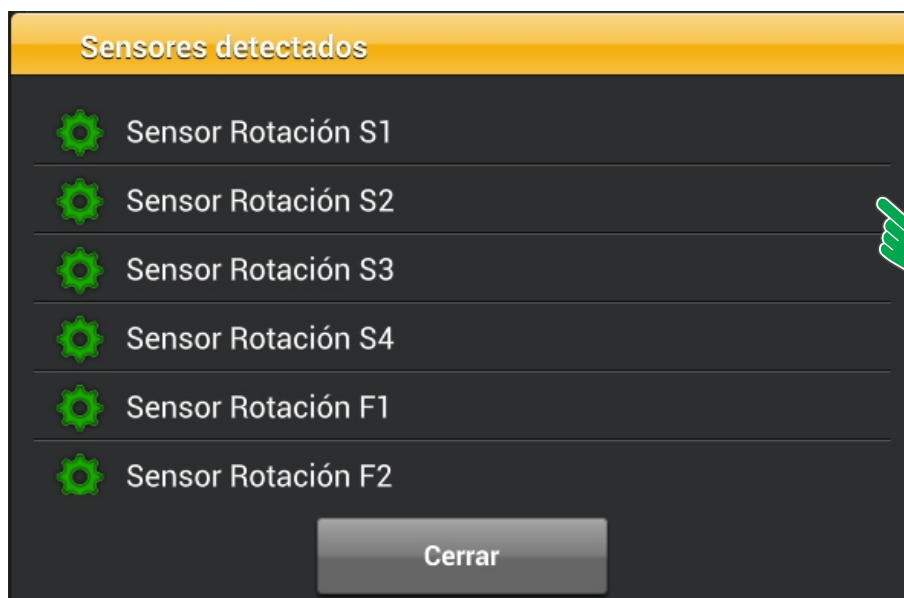 Sensores detectados
Sensor Rotación S1
Sensor Rotación S2
Sensor Rotación S3
Sensor Rotación S4
Sensor Rotación F1
Sensor Rotación F2
Cerrar